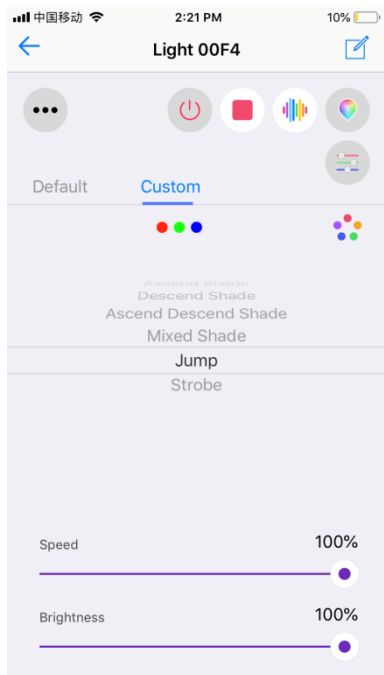 中国移动 2:21 PM 10%
Light 00F4
Default Custom
Ascend Shade
Descend Shade
Ascend Descend Shade
Mixed Shade
Jump
Strobe
Speed 100%
Brightness 100%